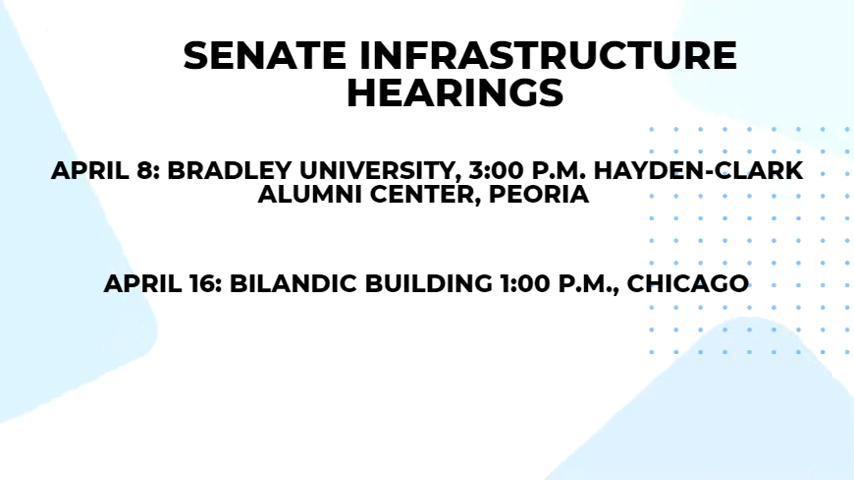 SENATE INFRASTRUCTURE
HEARINGS
APRIL 8: BRADLEY UNIVERSITY, 3:00 P.M. HAYDEN-CLARK
ALUMNI CENTER, PEORIA
APRIL 16: BILANDIC BUILDING 1:00 P.M., CHICAGO